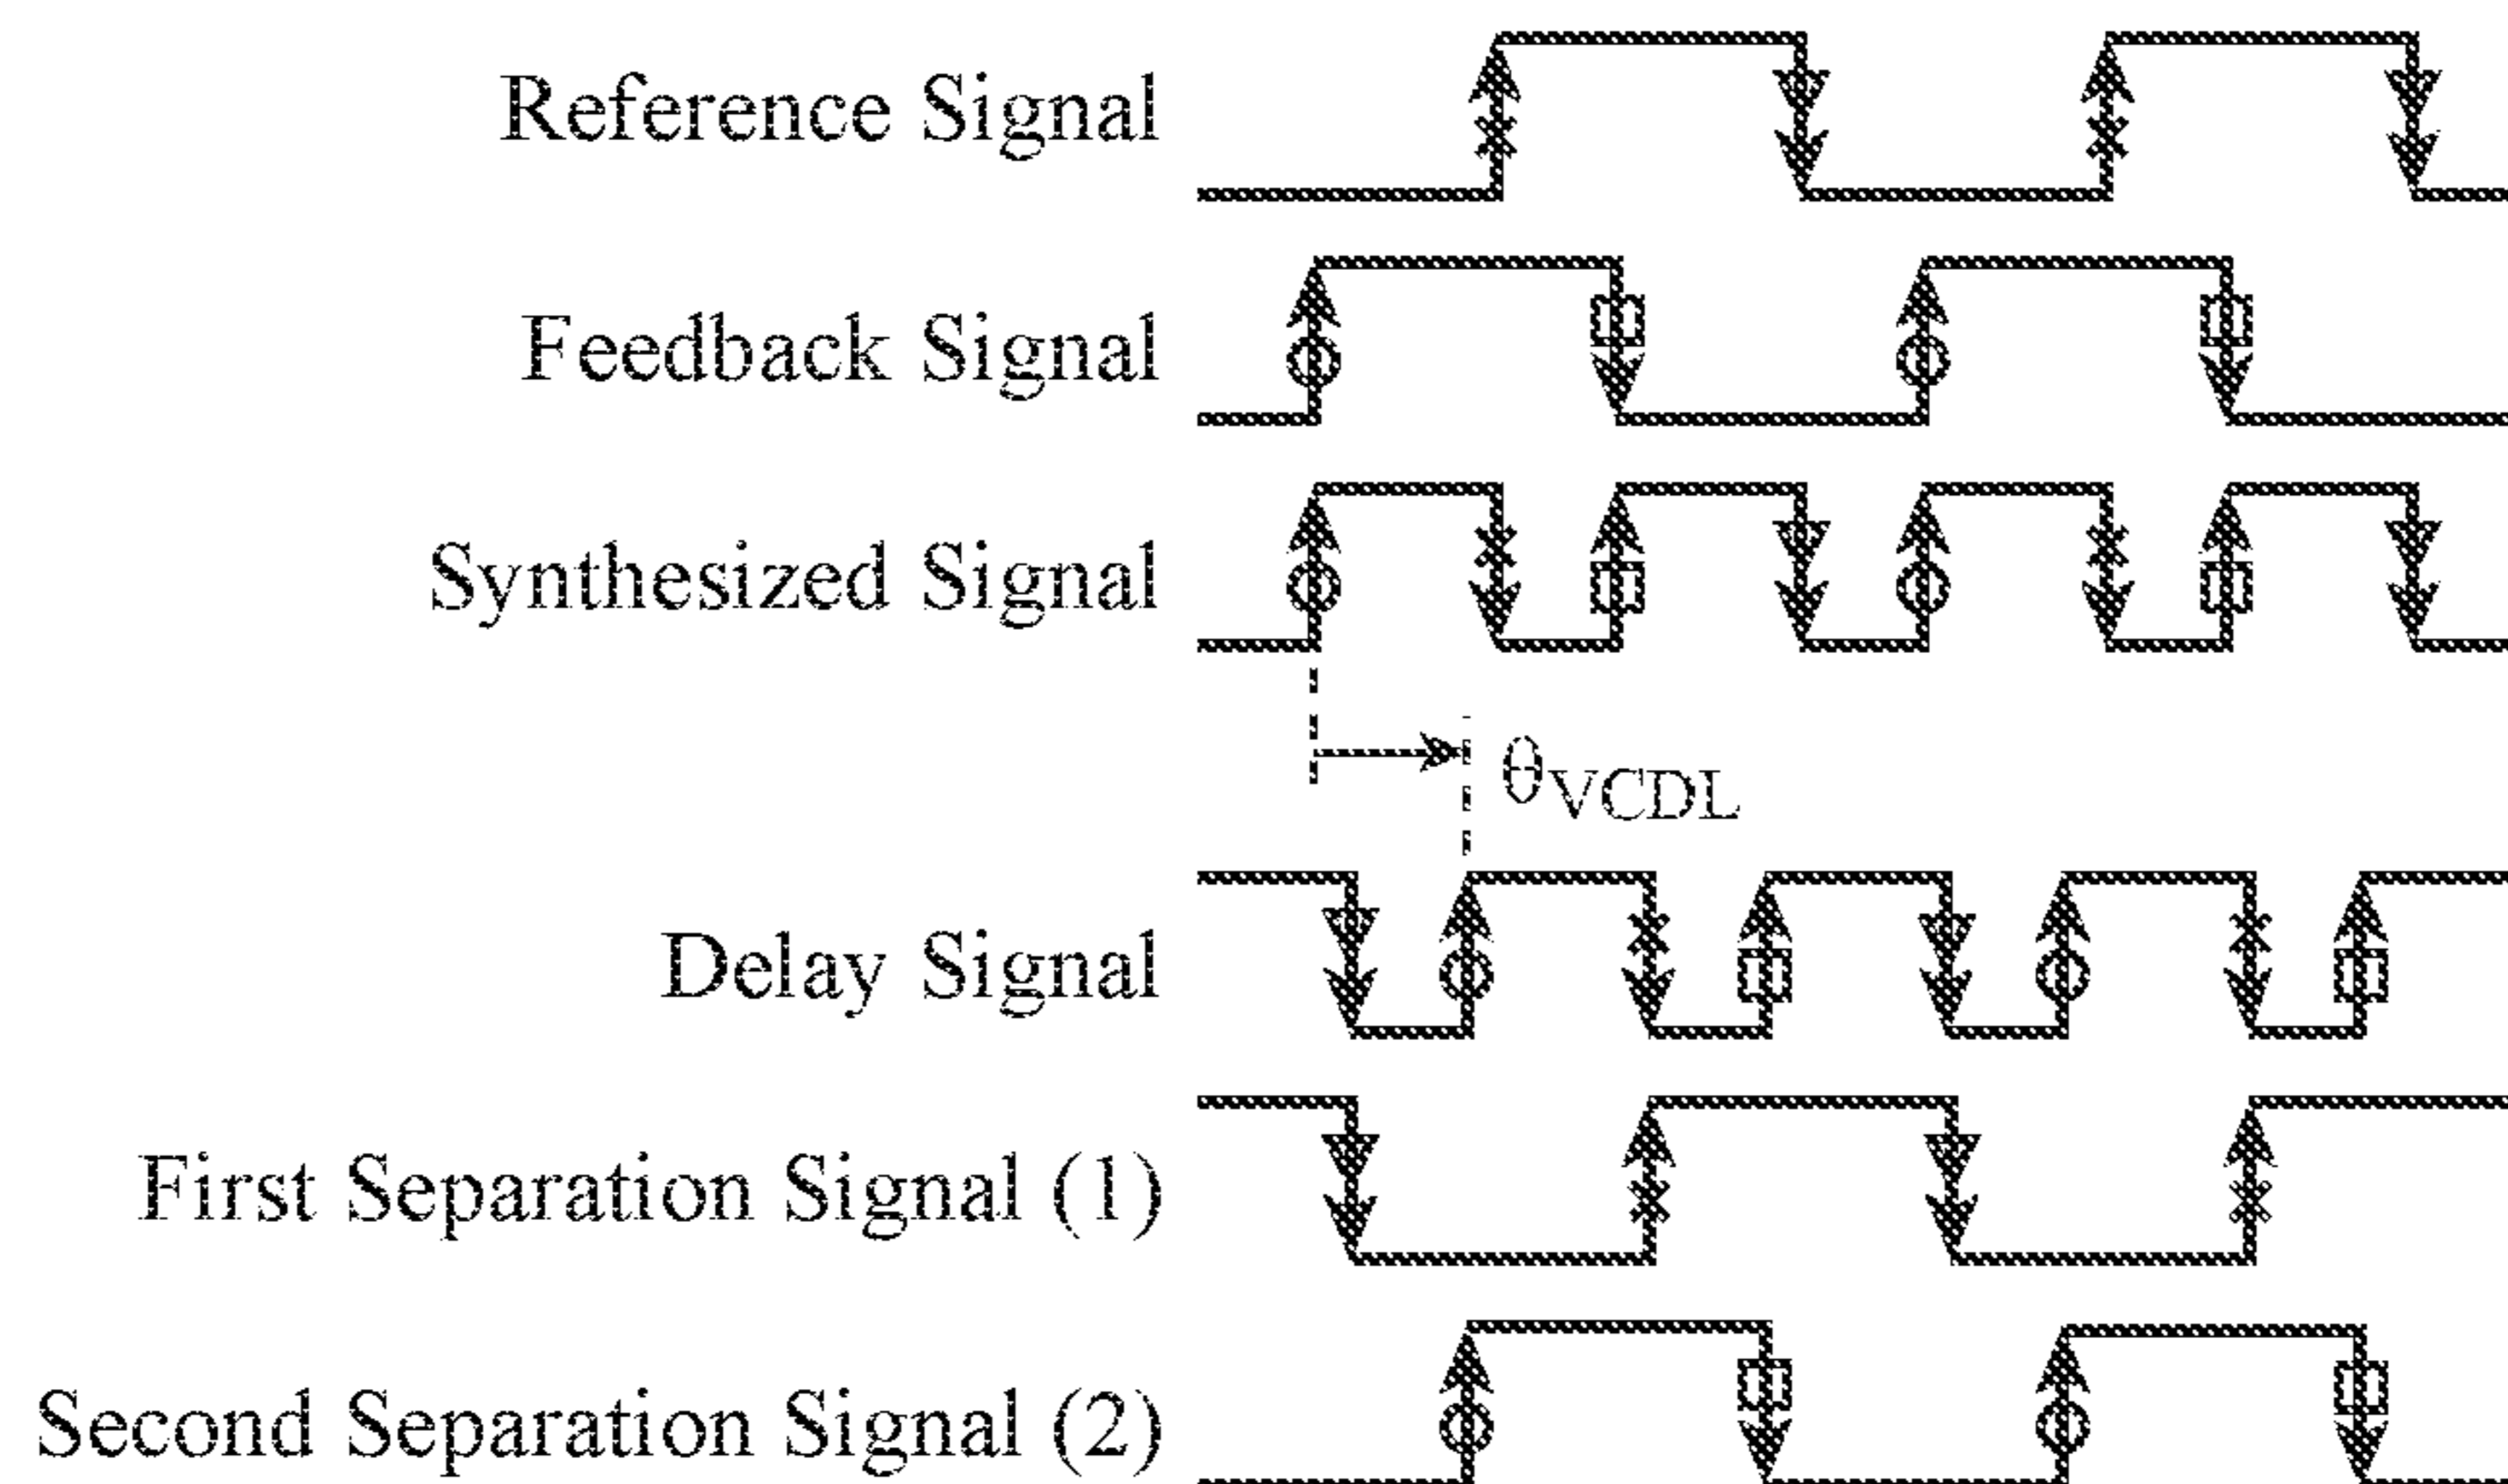 Reference Signal
Feedback Signal
Synthesized Signal
θVCDL
Delay Signal
First Separation Signal (1)
Second Separation Signal (2)